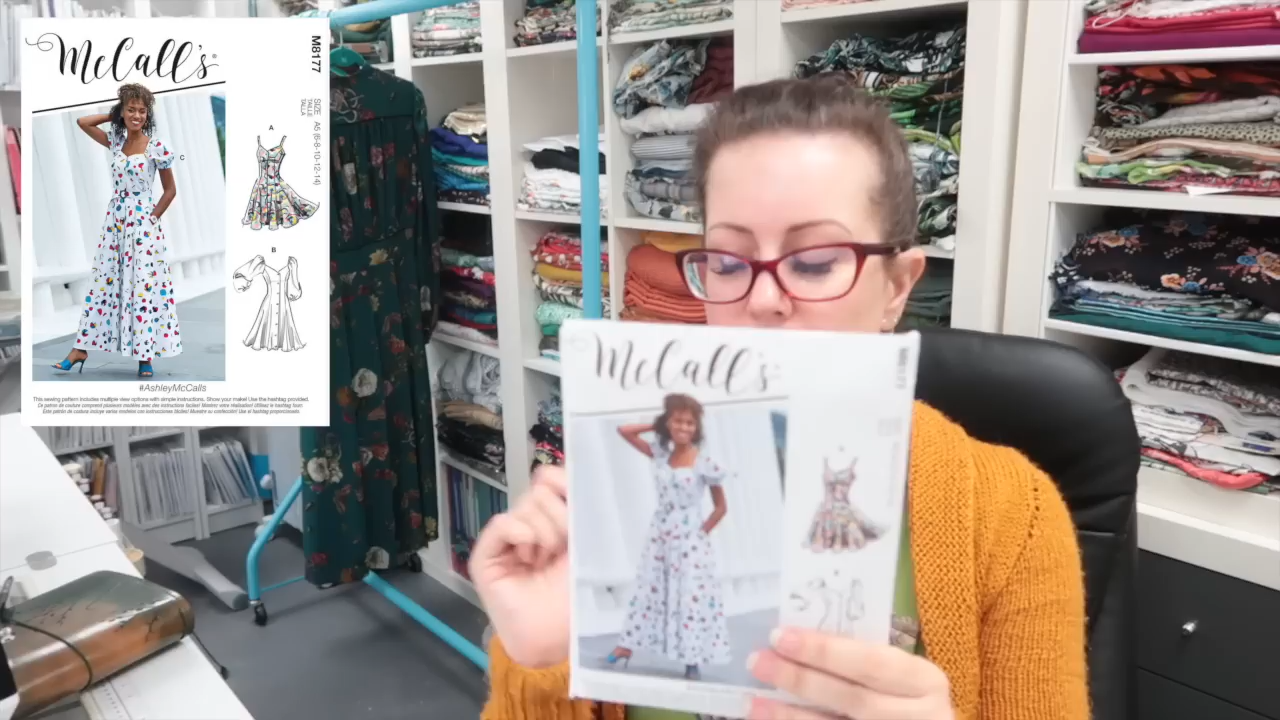 McCall's®
M8177
SIZE A5 (6-8-10-12-14)
TAILLE
TALLA
A
C
B
#AshleyMcCalls
This sewing pattern includes multiple view options with simple instructions. Show your make! Use the hashtag provided.
McCall's